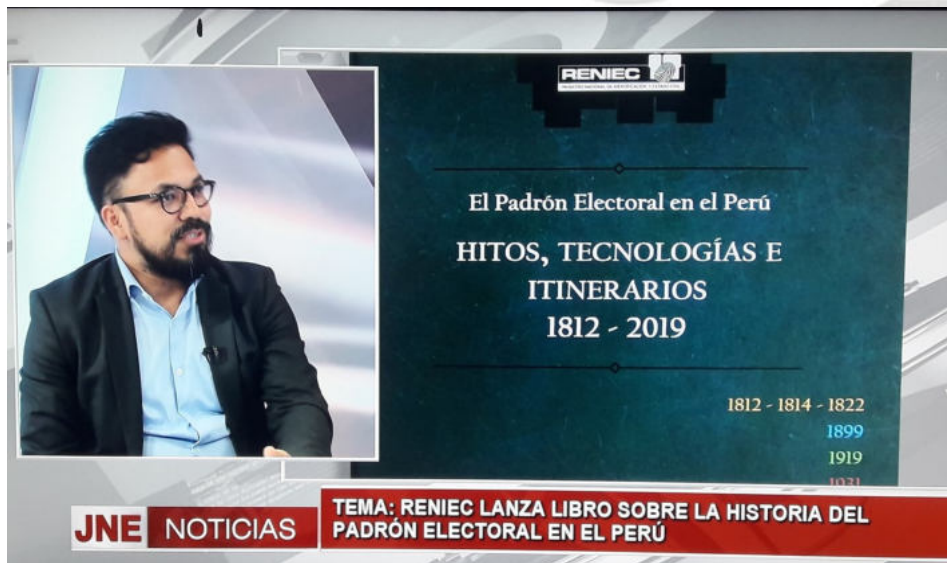 RENIEC
El Padrón Electoral en el Perú
HITOS, TECNOLOGÍAS E
ITINERARIOS
1812 - 2019
1812 - 1814 - 1822
1899
1919
1931
JNE NOTICIAS
TEMA: RENIEC LANZA LIBRO SOBRE LA HISTORIA DEL
PADRÓN ELECTORAL EN EL PERÚ